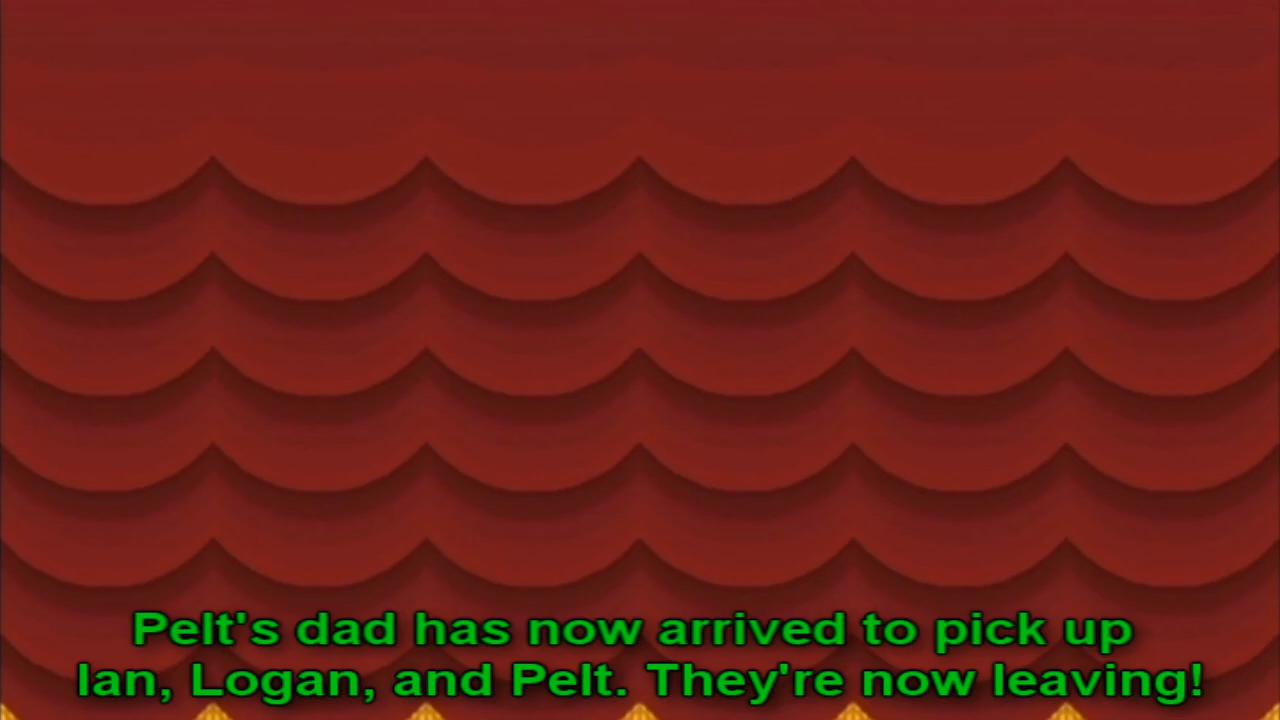 Pelt's dad has now arrived to pick up
Ian, Logan, and Pelt. They're now leaving!